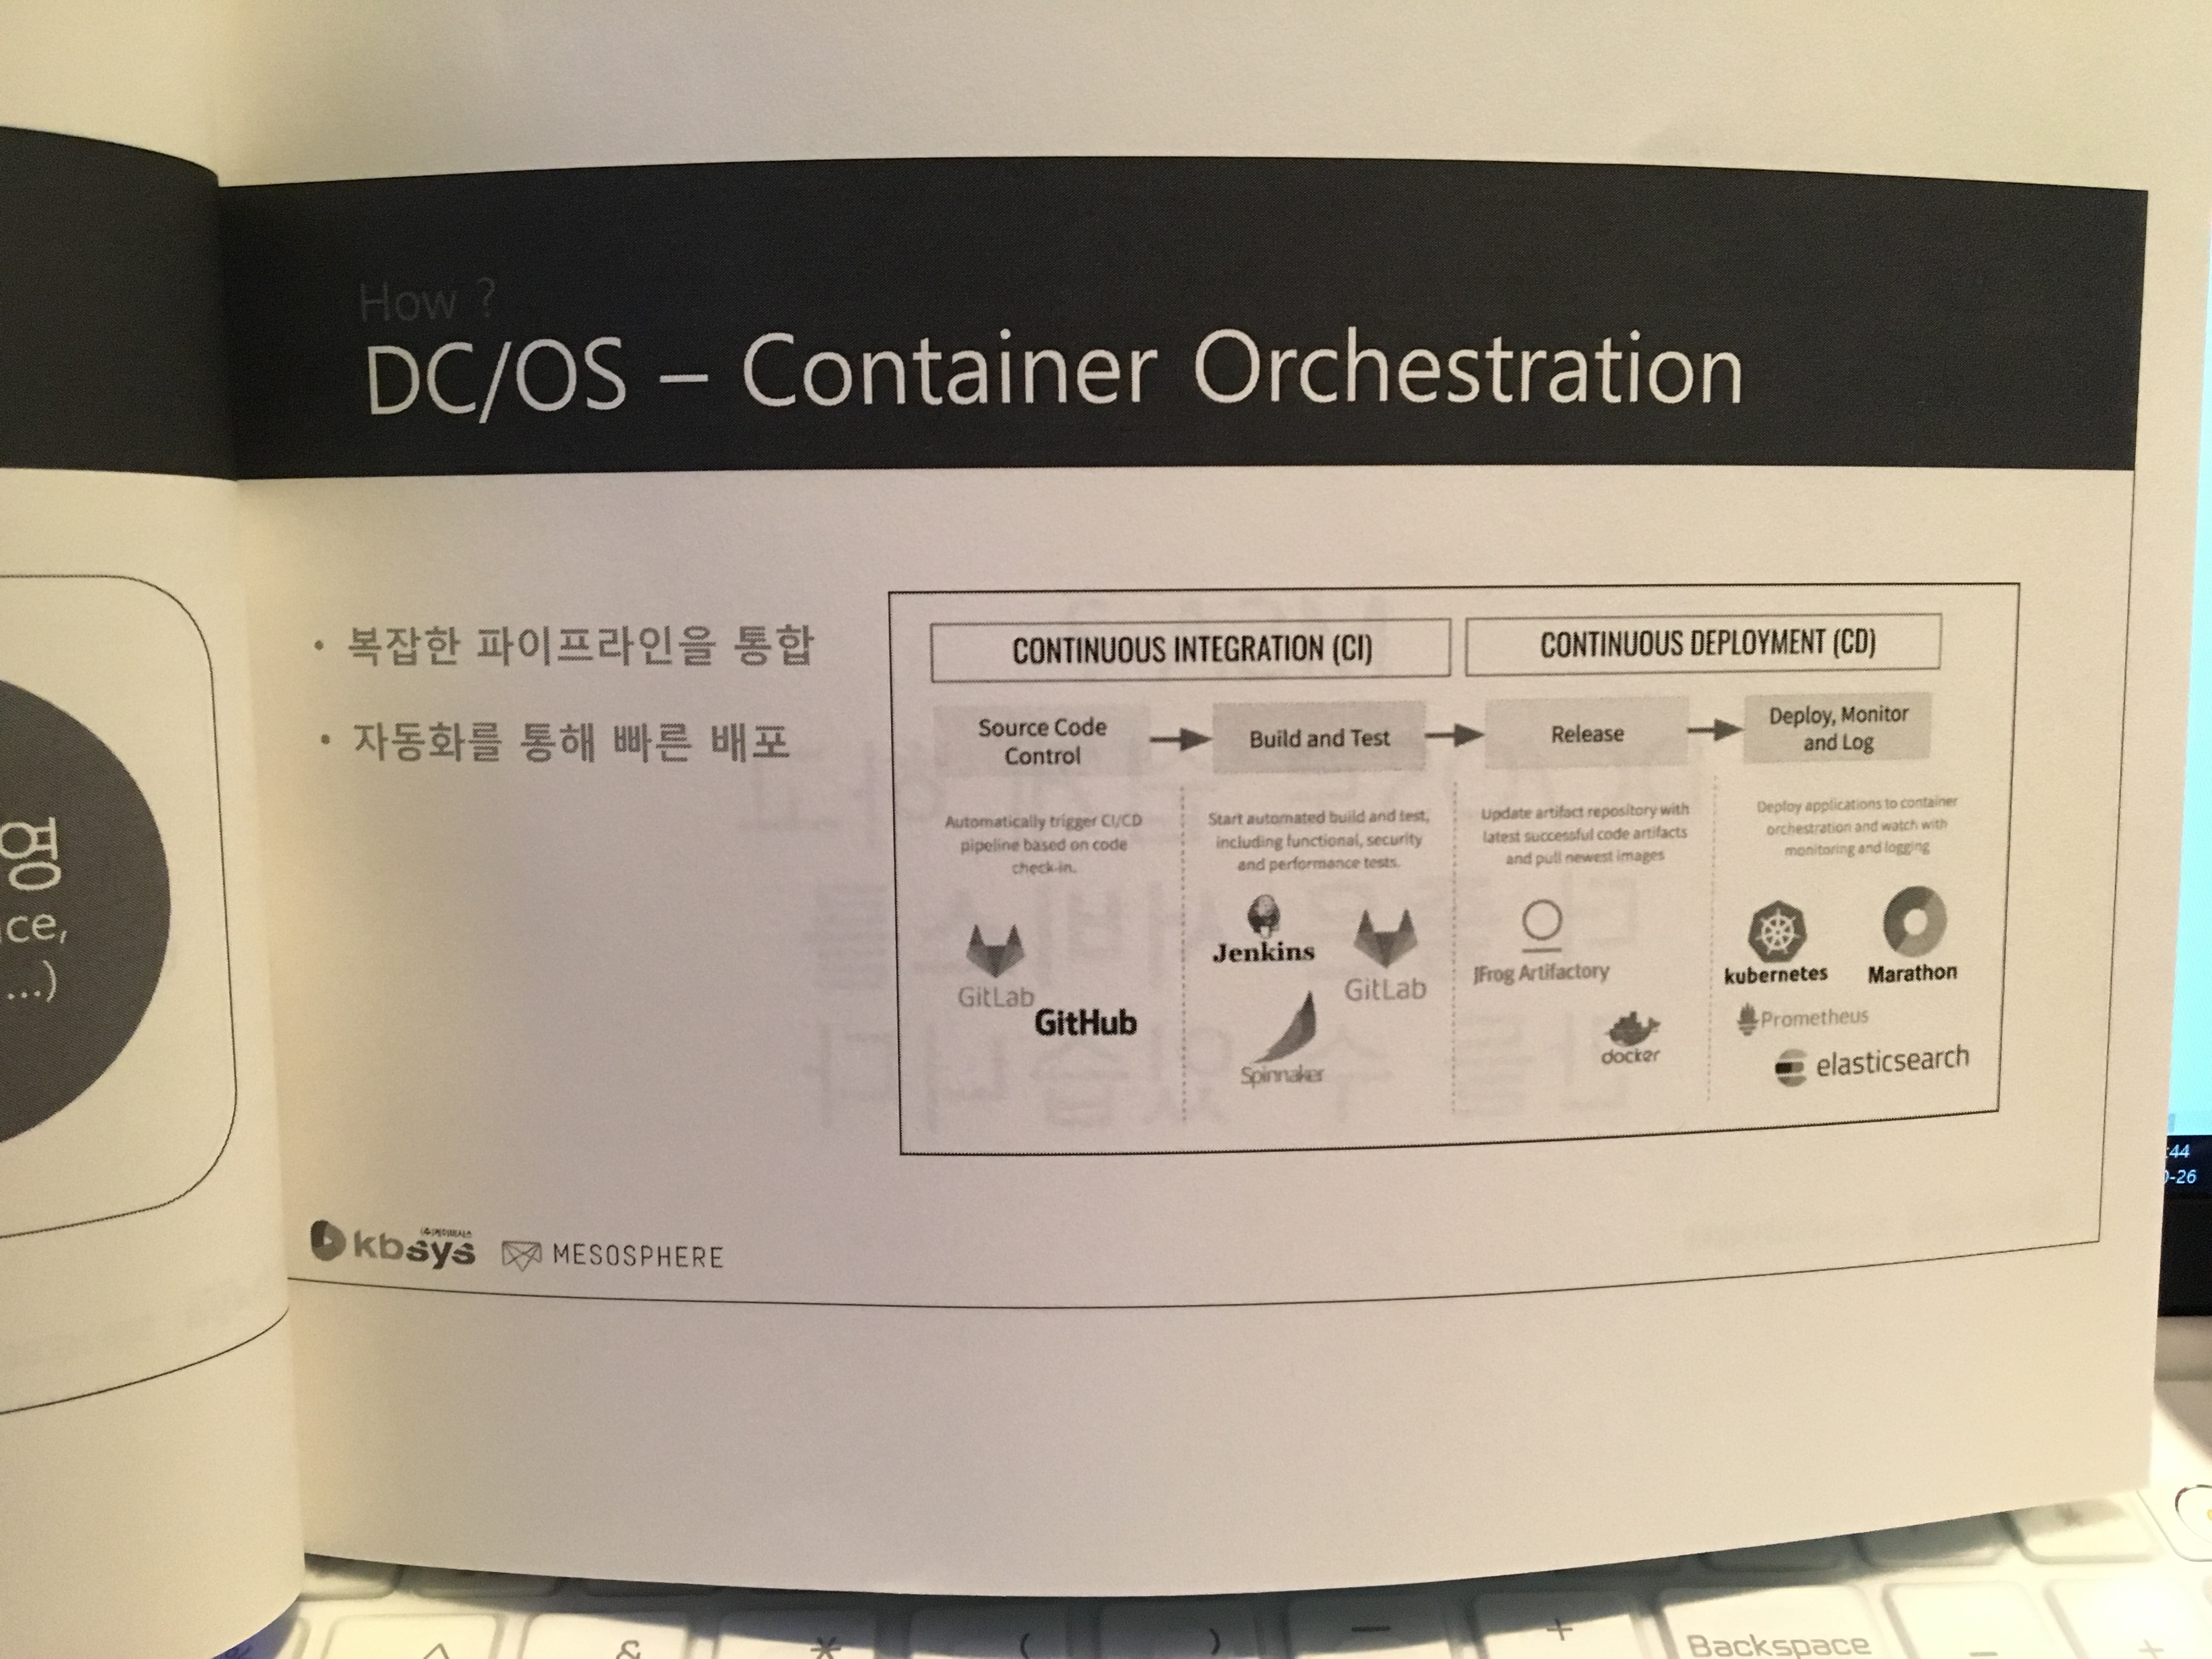 How ?
DC/OS – Container Orchestration
• 복잡한 파이프라인을 통합
• 자동화를 통해 빠른 배포
CONTINUOUS INTEGRATION (CI)
CONTINUOUS DEPLOYMENT (CD)
Source Code
Control
Build and Test
Release
Deploy, Monitor
and Log
Automatically trigger CI/CD
pipeline based on code
check-in.
Start automated build and test,
including functional, security
and performance tests.
Update artifact repository with
latest successful code artifacts
and pull newest images
Deploy applications to container
orchestration and watch with
monitoring and logging
GitLab
GitHub
Jenkins
GitLab
Spinnaker
JFrog Artifactory
docker
kubernetes
Marathon
Prometheus
elasticsearch
영
ce,
...)
kbsys
MESOSPHERE
:44
-26
&
*
(
)
–
+
Backspace
–
+